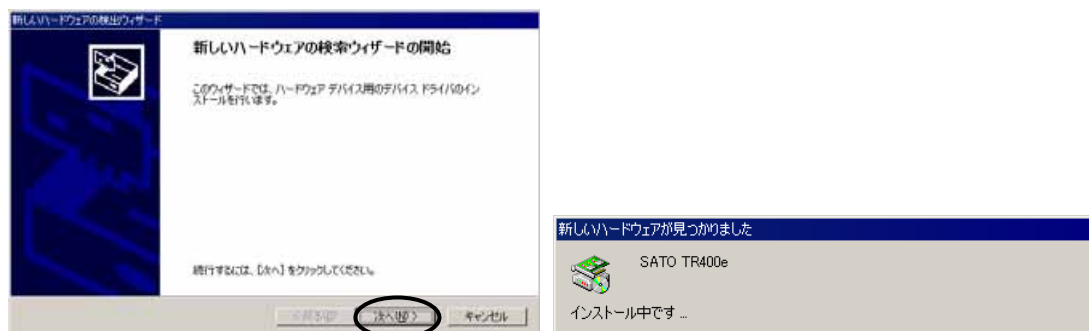 新しいハードウェアの検出ウィザード
新しいハードウェアの検索ウィザードの開始
このウィザードでは、ハードウェア デバイス用のデバイス ドライバのイン
ストールを行います。
続行するには、[次へ] をクリックしてください。
< 戻る(B)
次へ(N) >
キャンセル
新しいハードウェアが見つかりました
SATO TR400e
インストール中です ...